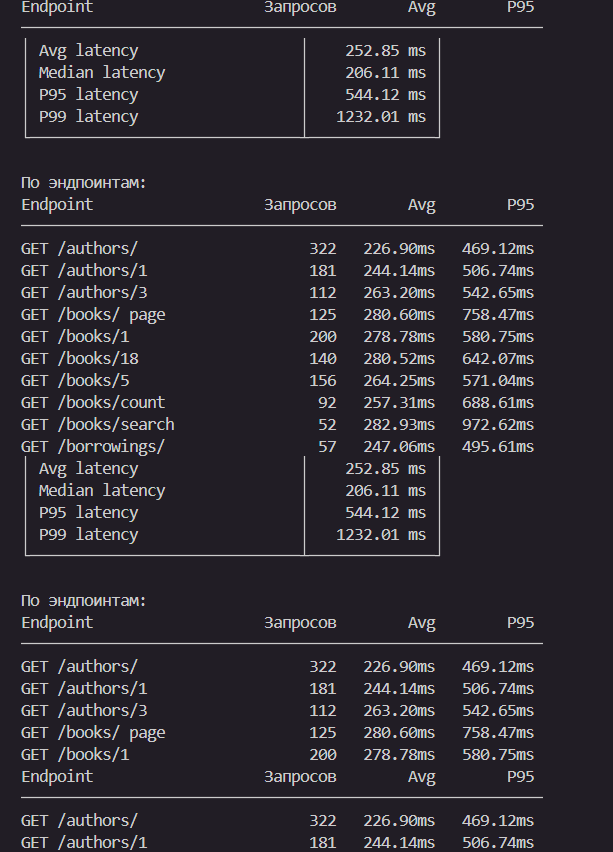 Endpoint Запросов Avg P95
Avg latency 252.85 ms
Median latency 206.11 ms
P95 latency 544.12 ms
P99 latency 1232.01 ms
По эндпоинтам:
Endpoint Запросов Avg P95
GET /authors/ 322 226.90ms 469.12ms
GET /authors/1 181 244.14ms 506.74ms
GET /authors/3 112 263.20ms 542.65ms
GET /books/ page 125 280.60ms 758.47ms
GET /books/1 200 278.78ms 580.75ms
GET /books/18 140 280.52ms 642.07ms
GET /books/5 156 264.25ms 571.04ms
GET /books/count 92 257.31ms 688.61ms
GET /books/search 52 282.93ms 972.62ms
GET /borrowings/ 57 247.06ms 495.61ms
Avg latency 252.85 ms
Median latency 206.11 ms
P95 latency 544.12 ms
P99 latency 1232.01 ms
По эндпоинтам:
Endpoint Запросов Avg P95
GET /authors/ 322 226.90ms 469.12ms
GET /authors/1 181 244.14ms 506.74ms
GET /authors/3 112 263.20ms 542.65ms
GET /books/ page 125 280.60ms 758.47ms
GET /books/1 200 278.78ms 580.75ms
Endpoint Запросов Avg P95
GET /authors/ 322 226.90ms 469.12ms
GET /authors/1 181 244.14ms 506.74ms